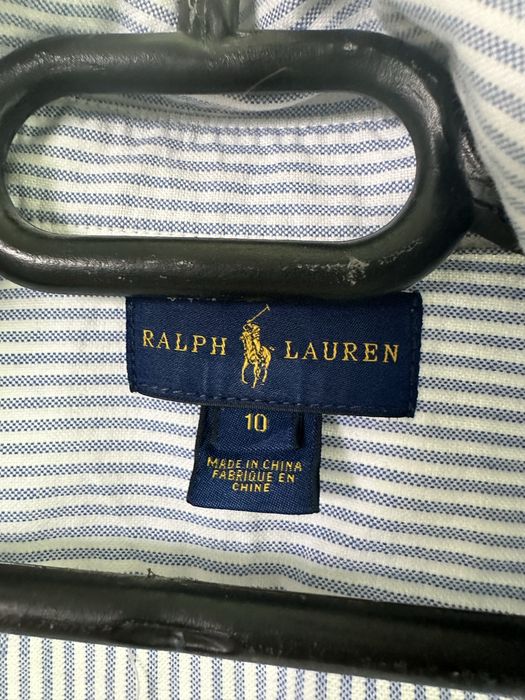 RALPH LAUREN
10
MADE IN CHINA
FABRIQUE EN
CHINE